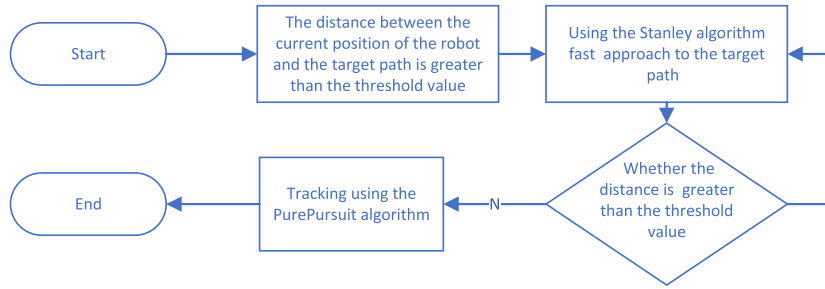 Start
The distance between the
current position of the robot
and the target path is greater
than the threshold value
Using the Stanley algorithm
fast approach to the target
path
Whether the
distance is greater
than the threshold
value
N
Tracking using the
PurePursuit algorithm
End